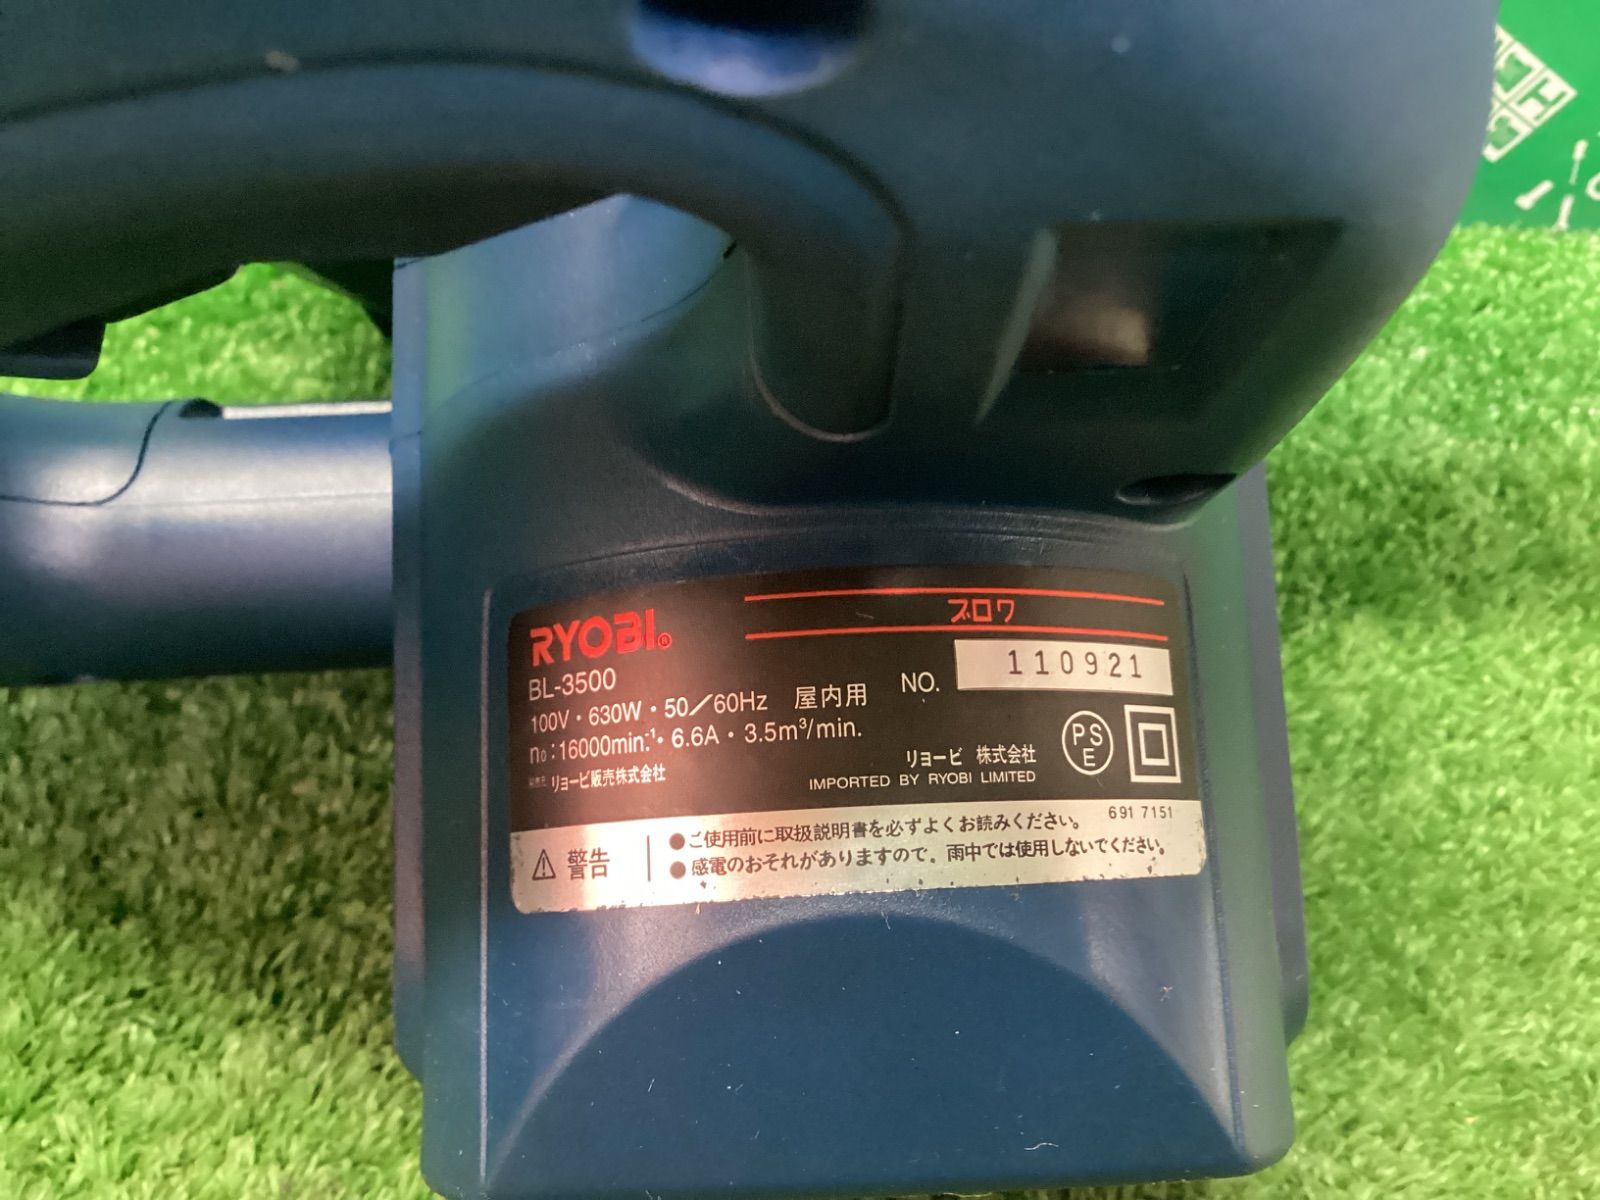 RYOBI®
ブロワ
BL-3500
NO. 110921
100V・630W・50/60Hz 屋内用
n₀:16000min.⁻¹・6.6A・3.5m³/min.
リョービ販売株式会社
リョービ 株式会社
IMPORTED BY RYOBI LIMITED
PS
E
⚠ 警告
●ご使用前に取扱説明書を必ずよくお読みください。 691 7151
●感電のおそれがありますので、雨中では使用しないでください。